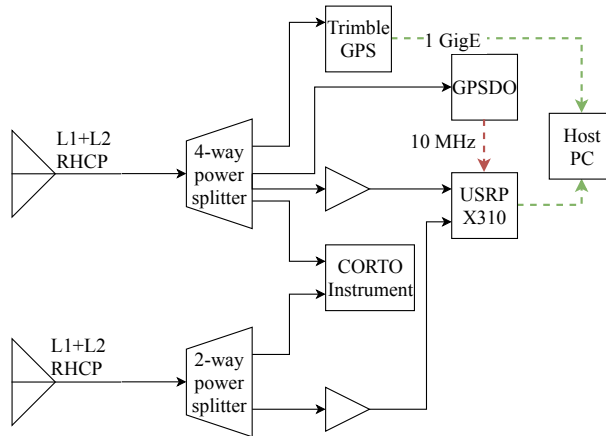 Trimble
GPS
1 GigE
GPSDO
L1+L2
RHCP
4-way
power
splitter
10 MHz
Host
PC
USRP
X310
CORTO
Instrument
L1+L2
RHCP
2-way
power
splitter